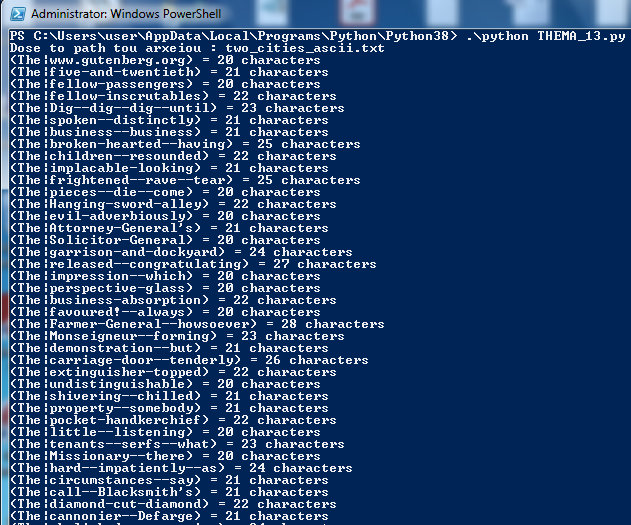 Administrator: Windows PowerShell
PS C:\Users\user\AppData\Local\Programs\Python\Python38> .\python THEMA_13.py
Dose to path tou arxeiou : two_cities_ascii.txt
(The¦www.gutenberg.org) = 20 characters
(The¦five-and-twentieth) = 21 characters
(The¦fellow-passengers) = 20 characters
(The¦fellow-inscrutables) = 22 characters
(The¦Dig--dig--dig--until) = 23 characters
(The¦spoken--distinctly) = 21 characters
(The¦business--business) = 21 characters
(The¦broken-hearted--having) = 25 characters
(The¦children--resounded) = 22 characters
(The¦implacable-looking) = 21 characters
(The¦frightened--rave--tear) = 25 characters
(The¦pieces--die--come) = 20 characters
(The¦Hanging-sword-alley) = 22 characters
(The¦evil-adverbiously) = 20 characters
(The¦Attorney-General's) = 21 characters
(The¦Solicitor-General) = 20 characters
(The¦garrison-and-dockyard) = 24 characters
(The¦released--congratulating) = 27 characters
(The¦impression--which) = 20 characters
(The¦perspective-glass) = 20 characters
(The¦business-absorption) = 22 characters
(The¦favoured!--always) = 20 characters
(The¦Farmer-General--howsoever) = 28 characters
(The¦Monseigneur--forming) = 23 characters
(The¦demonstration--but) = 21 characters
(The¦carriage-door--tenderly) = 26 characters
(The¦extinguisher-topped) = 22 characters
(The¦undistinguishable) = 20 characters
(The¦shivering--chilled) = 21 characters
(The¦property--somebody) = 21 characters
(The¦pocket-handkerchief) = 22 characters
(The¦little--listening) = 20 characters
(The¦tenants--serfs--what) = 23 characters
(The¦Missionary--there) = 20 characters
(The¦hard--impatiently--as) = 24 characters
(The¦circumstances--say) = 21 characters
(The¦call--Blacksmith's) = 21 characters
(The¦diamond-cut-diamond) = 22 characters
(The¦cannonier--Defarge) = 21 characters